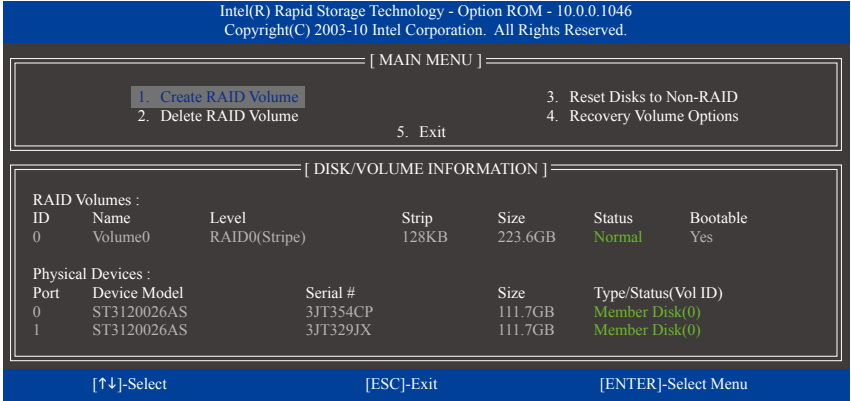 Intel(R) Rapid Storage Technology - Option ROM - 10.0.0.1046
Copyright(C) 2003-10 Intel Corporation. All Rights Reserved.
[ MAIN MENU ]
1. Create RAID Volume 3. Reset Disks to Non-RAID
2. Delete RAID Volume 4. Recovery Volume Options
5. Exit
[ DISK/VOLUME INFORMATION ]
RAID Volumes :
ID Name Level Strip Size Status Bootable
0 Volume0 RAID0(Stripe) 128KB 223.6GB Normal Yes
Physical Devices :
Port Device Model Serial # Size Type/Status(Vol ID)
0 ST3120026AS 3JT354CP 111.7GB Member Disk(0)
1 ST3120026AS 3JT329JX 111.7GB Member Disk(0)
[↑↓]-Select [ESC]-Exit [ENTER]-Select Menu